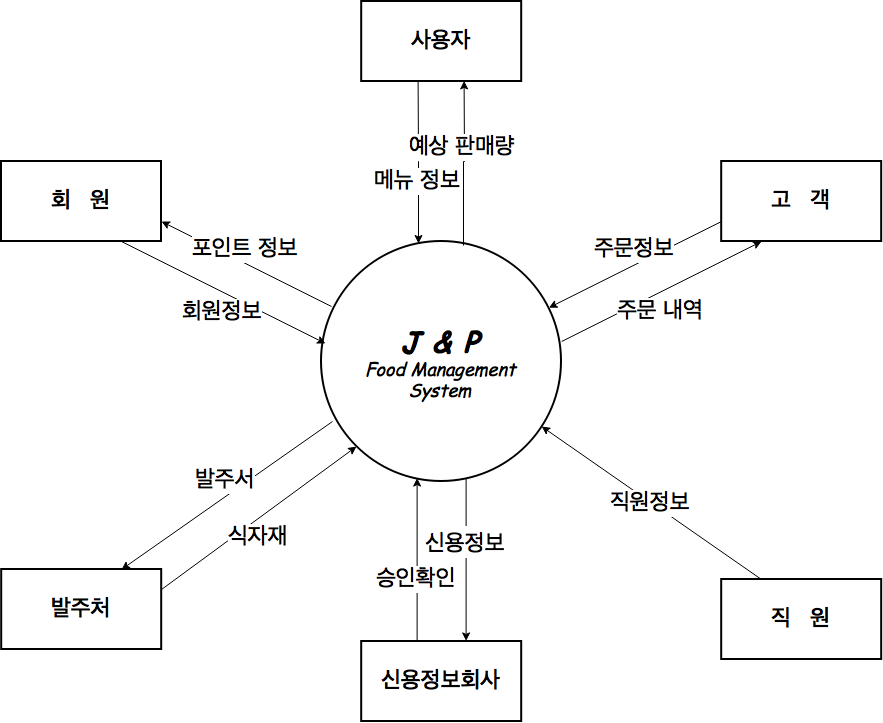 사용자
예상 판매량
메뉴 정보
회 원
고 객
포인트 정보
주문정보
회원정보
주문 내역
J & P
Food Management
System
발주서
직원정보
식자재
신용정보
승인확인
발주처
직 원
신용정보회사